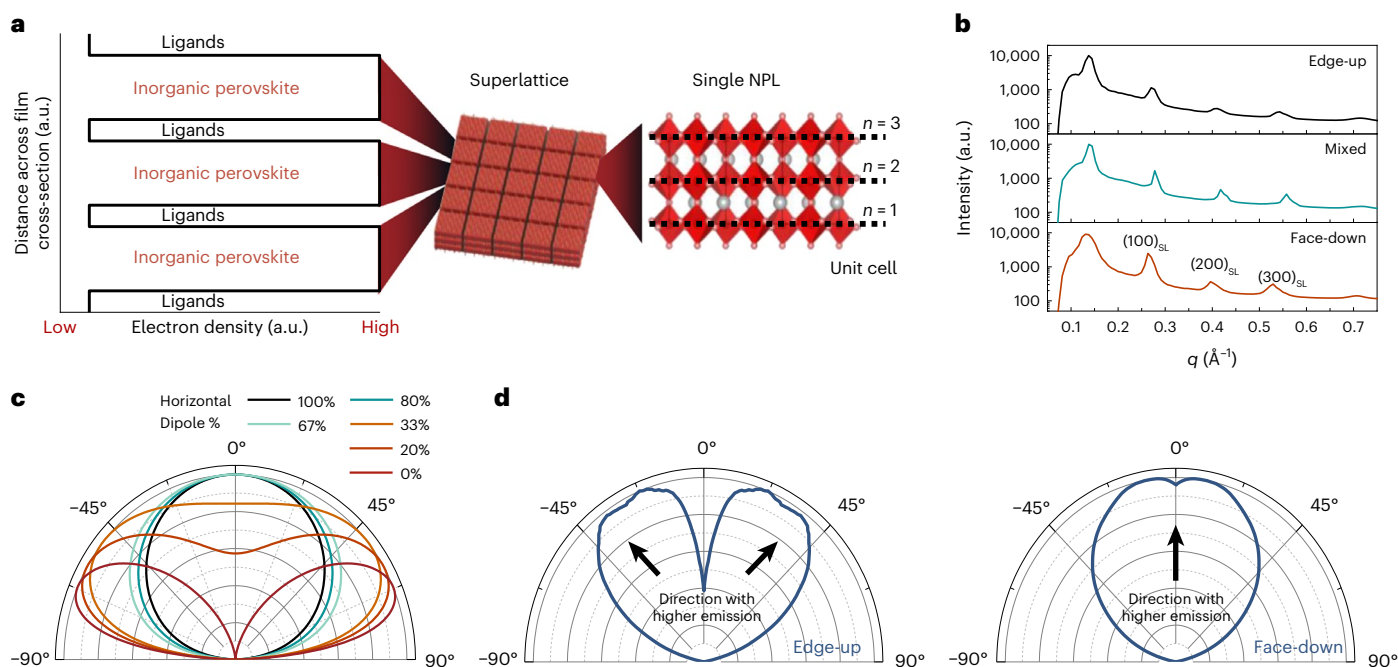 a
Distance across film
cross-section (a.u.)
Ligands
Inorganic perovskite
Ligands
Inorganic perovskite
Ligands
Inorganic perovskite
Ligands
Low
Electron density (a.u.)
High
Superlattice
Single NPL
n = 3
n = 2
n = 1
Unit cell
b
Intensity (a.u.)
10,000
1,000
100
Edge-up
10,000
1,000
100
Mixed
10,000
1,000
100
Face-down
(100)SL
(200)SL
(300)SL
0.1 0.2 0.3 0.4 0.5 0.6 0.7
q (Å⁻¹)
c
Horizontal
Dipole %
100%
67%
80%
33%
20%
0%
0°
−45°
45°
−90°
90°
d
0°
−45°
45°
Direction with
higher emission
Edge-up
−90°
90°
0°
−45°
45°
Direction with
higher emission
Face-down
−90°
90°